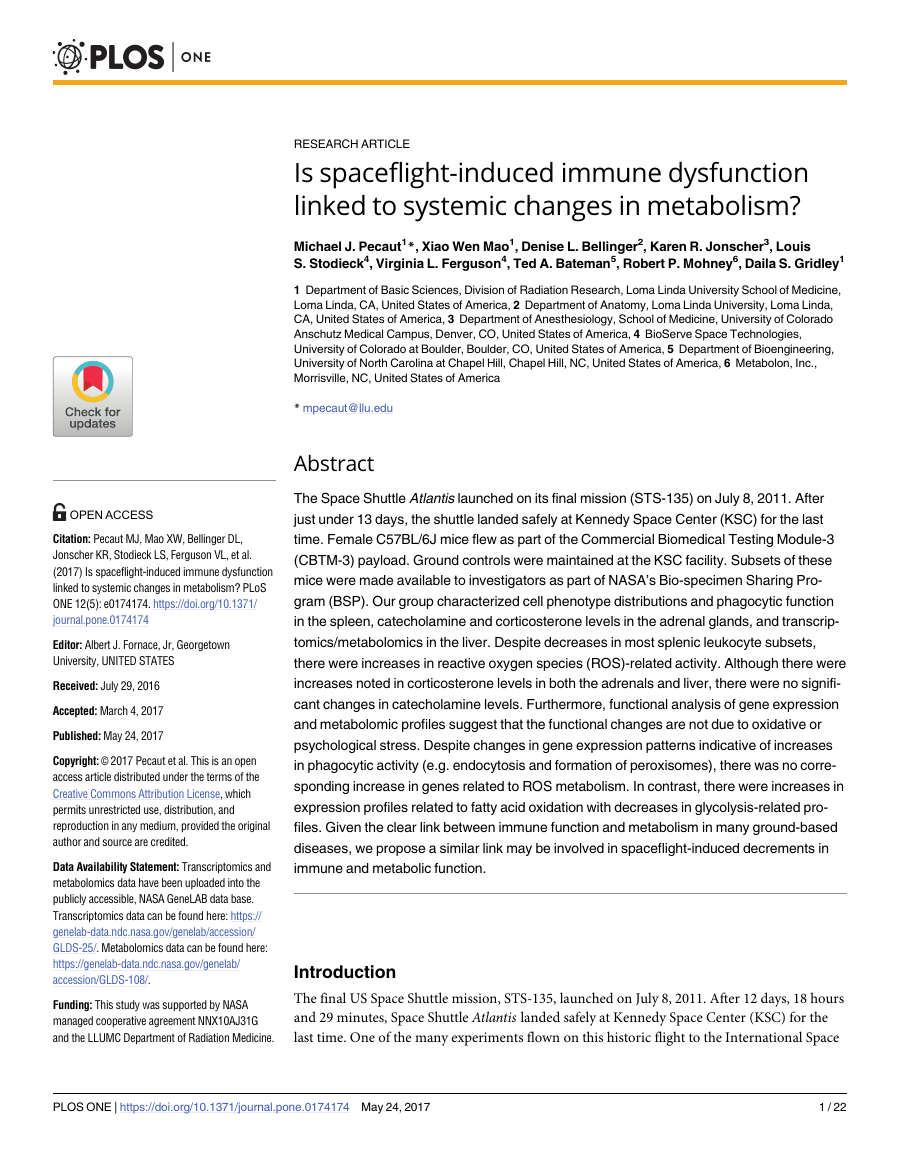 PLOS ONE
RESEARCH ARTICLE
Is spaceflight-induced immune dysfunction
linked to systemic changes in metabolism?
Michael J. Pecaut1*, Xiao Wen Mao1, Denise L. Bellinger2, Karen R. Jonscher3, Louis
S. Stodieck4, Virginia L. Ferguson4, Ted A. Bateman5, Robert P. Mohney6, Daila S. Gridley1
1 Department of Basic Sciences, Division of Radiation Research, Loma Linda University School of Medicine,
Loma Linda, CA, United States of America, 2 Department of Anatomy, Loma Linda University, Loma Linda,
CA, United States of America, 3 Department of Anesthesiology, School of Medicine, University of Colorado
Anschutz Medical Campus, Denver, CO, United States of America, 4 BioServe Space Technologies,
University of Colorado at Boulder, Boulder, CO, United States of America, 5 Department of Bioengineering,
University of North Carolina at Chapel Hill, Chapel Hill, NC, United States of America, 6 Metabolon, Inc.,
Morrisville, NC, United States of America
* mpecaut@llu.edu
Abstract
The Space Shuttle Atlantis launched on its final mission (STS-135) on July 8, 2011. After
just under 13 days, the shuttle landed safely at Kennedy Space Center (KSC) for the last
time. Female C57BL/6J mice flew as part of the Commercial Biomedical Testing Module-3
(CBTM-3) payload. Ground controls were maintained at the KSC facility. Subsets of these
mice were made available to investigators as part of NASA's Bio-specimen Sharing Pro-
gram (BSP). Our group characterized cell phenotype distributions and phagocytic function
in the spleen, catecholamine and corticosterone levels in the adrenal glands, and transcrip-
tomics/metabolomics in the liver. Despite decreases in most splenic leukocyte subsets,
there were increases in reactive oxygen species (ROS)-related activity. Although there were
increases noted in corticosterone levels in both the adrenals and liver, there were no signifi-
cant changes in catecholamine levels. Furthermore, functional analysis of gene expression
and metabolomic profiles suggest that the functional changes are not due to oxidative or
psychological stress. Despite changes in gene expression patterns indicative of increases
in phagocytic activity (e.g. endocytosis and formation of peroxisomes), there was no corre-
sponding increase in genes related to ROS metabolism. In contrast, there were increases in
expression profiles related to fatty acid oxidation with decreases in glycolysis-related pro-
files. Given the clear link between immune function and metabolism in many ground-based
diseases, we propose a similar link may be involved in spaceflight-induced decrements in
immune and metabolic function.
Introduction
The final US Space Shuttle mission, STS-135, launched on July 8, 2011. After 12 days, 18 hours
and 29 minutes, Space Shuttle Atlantis landed safely at Kennedy Space Center (KSC) for the
last time. One of the many experiments flown on this historic flight to the International Space
Check for
updates
OPEN ACCESS
Citation: Pecaut MJ, Mao XW, Bellinger DL,
Jonscher KR, Stodieck LS, Ferguson VL, et al.
(2017) Is spaceflight-induced immune dysfunction
linked to systemic changes in metabolism? PLoS
ONE 12(5): e0174174. https://doi.org/10.1371/
journal.pone.0174174
Editor: Albert J. Fornace, Jr, Georgetown
University, UNITED STATES
Received: July 29, 2016
Accepted: March 4, 2017
Published: May 24, 2017
Copyright: © 2017 Pecaut et al. This is an open
access article distributed under the terms of the
Creative Commons Attribution License, which
permits unrestricted use, distribution, and
reproduction in any medium, provided the original
author and source are credited.
Data Availability Statement: Transcriptomics and
metabolomics data have been uploaded into the
publicly accessible, NASA GeneLAB data base.
Transcriptomics data can be found here: https://
genelab-data.ndc.nasa.gov/genelab/accession/
GLDS-25/. Metabolomics data can be found here:
https://genelab-data.ndc.nasa.gov/genelab/
accession/GLDS-108/.
Funding: This study was supported by NASA
managed cooperative agreement NNX10AJ31G
and the LLUMC Department of Radiation Medicine.
PLOS ONE | https://doi.org/10.1371/journal.pone.0174174 May 24, 2017
1 / 22